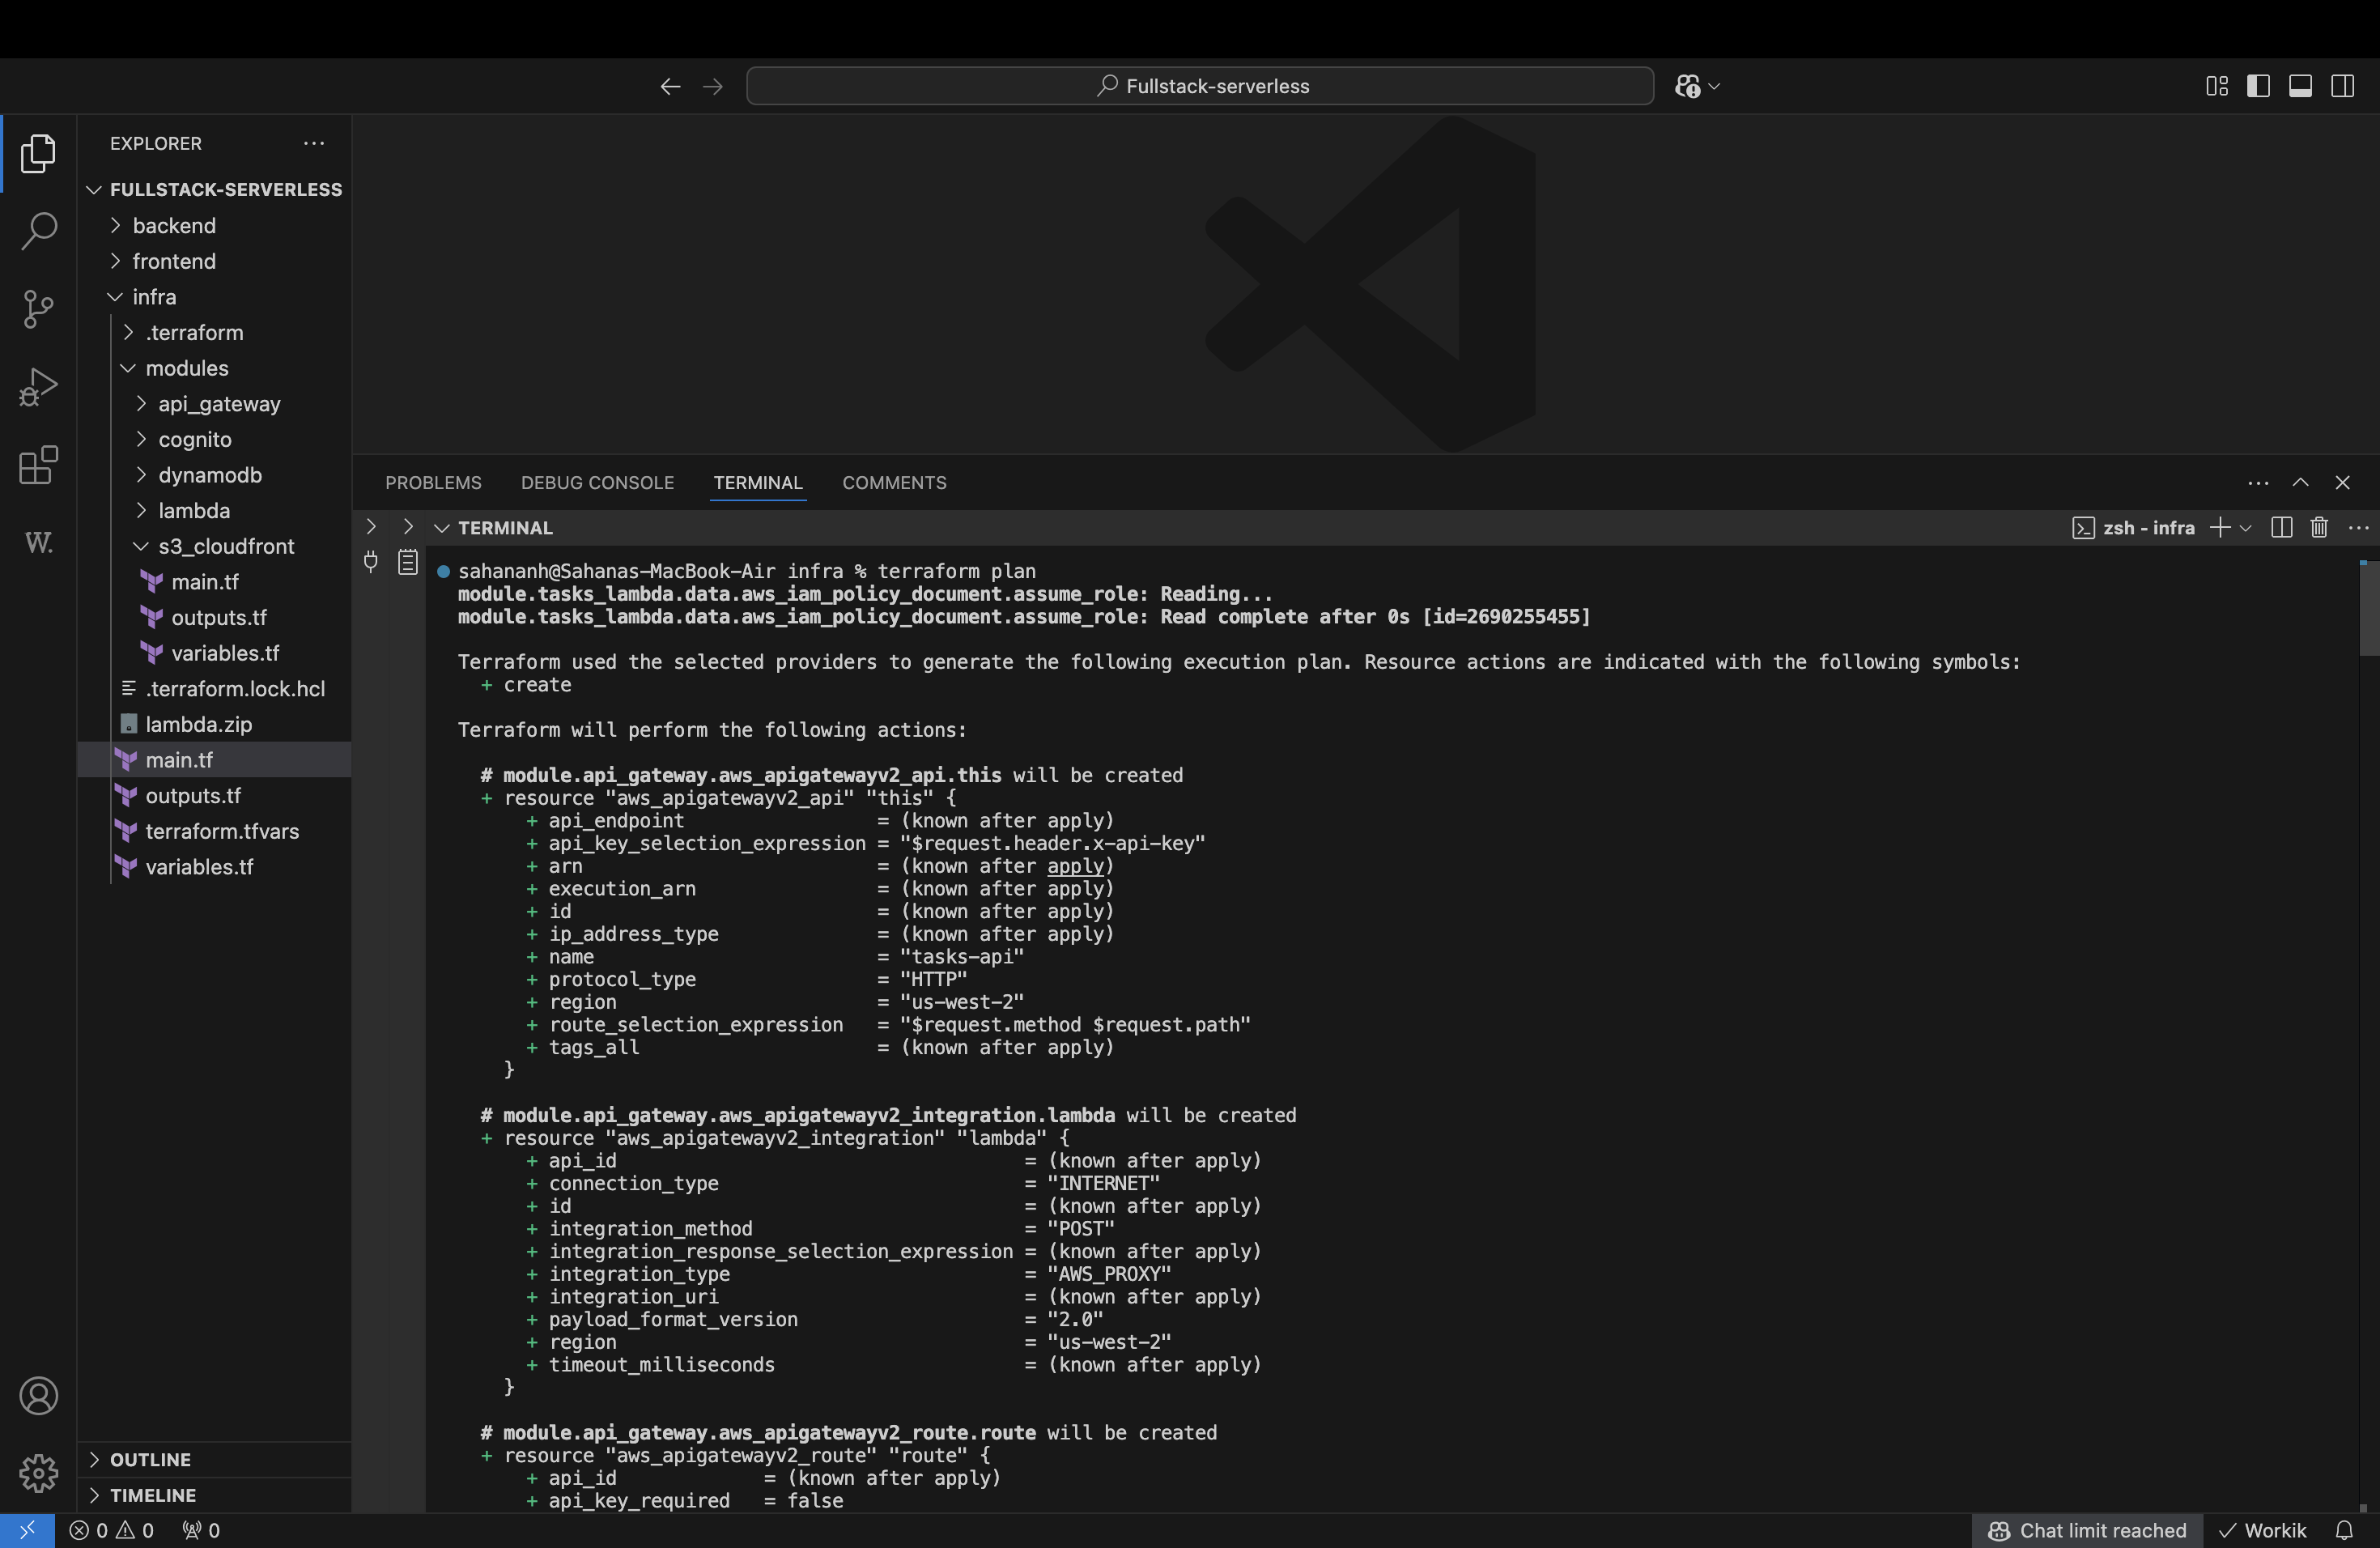 Fullstack-serverless
EXPLORER
FULLSTACK-SERVERLESS
backend
frontend
infra
.terraform
modules
api_gateway
cognito
dynamodb
lambda
s3_cloudfront
main.tf
outputs.tf
variables.tf
.terraform.lock.hcl
lambda.zip
main.tf
outputs.tf
terraform.tfvars
variables.tf
OUTLINE
TIMELINE
W.
PROBLEMS DEBUG CONSOLE TERMINAL COMMENTS
TERMINAL
zsh - infra
sahananh@Sahanas-MacBook-Air infra % terraform plan
module.tasks_lambda.data.aws_iam_policy_document.assume_role: Reading...
module.tasks_lambda.data.aws_iam_policy_document.assume_role: Read complete after 0s [id=2690255455]
Terraform used the selected providers to generate the following execution plan. Resource actions are indicated with the following symbols:
+ create
Terraform will perform the following actions:
# module.api_gateway.aws_apigatewayv2_api.this will be created
+ resource "aws_apigatewayv2_api" "this" {
+ api_endpoint = (known after apply)
+ api_key_selection_expression = "$request.header.x-api-key"
+ arn = (known after apply)
+ execution_arn = (known after apply)
+ id = (known after apply)
+ ip_address_type = (known after apply)
+ name = "tasks-api"
+ protocol_type = "HTTP"
+ region = "us-west-2"
+ route_selection_expression = "$request.method $request.path"
+ tags_all = (known after apply)
}
# module.api_gateway.aws_apigatewayv2_integration.lambda will be created
+ resource "aws_apigatewayv2_integration" "lambda" {
+ api_id = (known after apply)
+ connection_type = "INTERNET"
+ id = (known after apply)
+ integration_method = "POST"
+ integration_response_selection_expression = (known after apply)
+ integration_type = "AWS_PROXY"
+ integration_uri = (known after apply)
+ payload_format_version = "2.0"
+ region = "us-west-2"
+ timeout_milliseconds = (known after apply)
}
# module.api_gateway.aws_apigatewayv2_route.route will be created
+ resource "aws_apigatewayv2_route" "route" {
+ api_id = (known after apply)
+ api_key_required = false
0 0 0
Chat limit reached
Workik